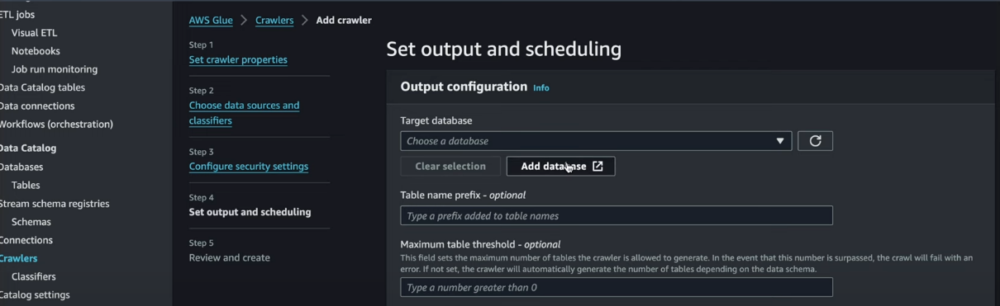 ETL jobs
Visual ETL
Notebooks
Job run monitoring
Data Catalog tables
Data connections
Workflows (orchestration)
Data Catalog
Databases
Tables
Stream schema registries
Schemas
Connections
Crawlers
Classifiers
Catalog settings
AWS Glue > Crawlers > Add crawler
Step 1
Set crawler properties
Step 2
Choose data sources and
classifiers
Step 3
Configure security settings
Step 4
Set output and scheduling
Step 5
Review and create
Set output and scheduling
Output configuration Info
Target database
Choose a database
Clear selection Add database
Table name prefix - optional
Type a prefix added to table names
Maximum table threshold - optional
This field sets the maximum number of tables the crawler is allowed to generate. In the event that this number is surpassed, the crawl will fail with an
error. If not set, the crawler will automatically generate the number of tables depending on the data schema.
Type a number greater than 0